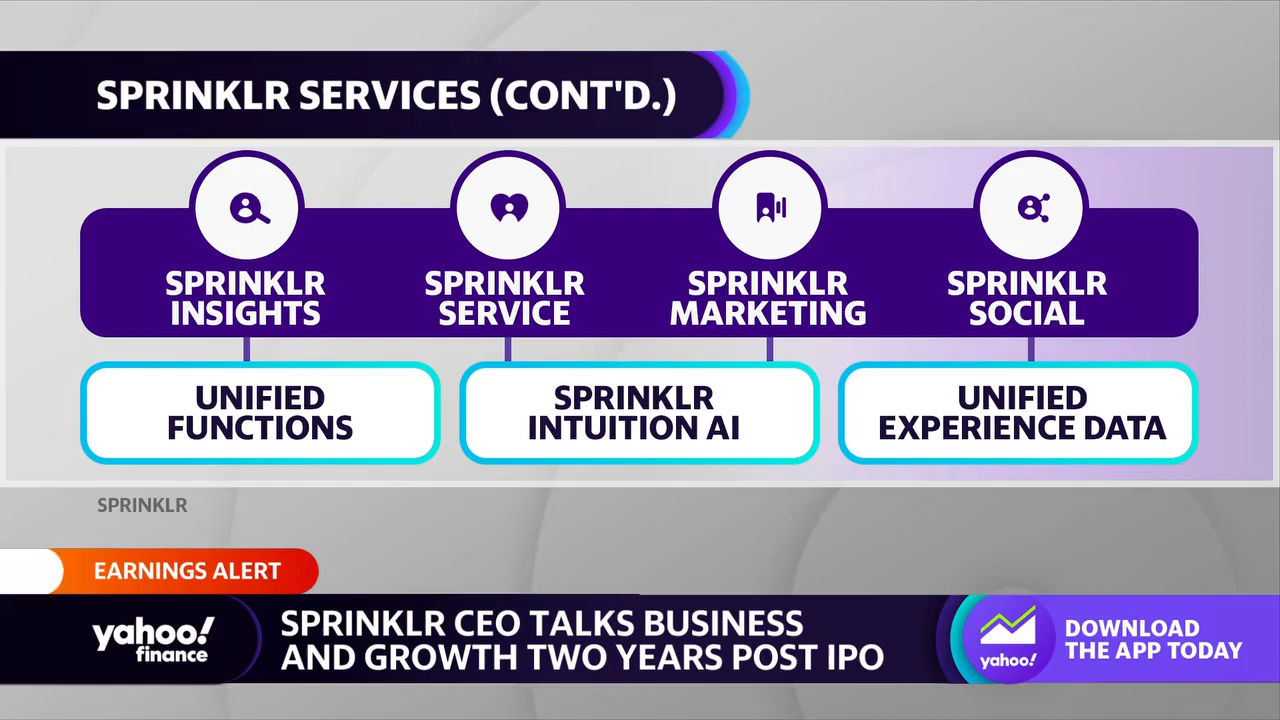 SPRINKLR SERVICES (CONT'D.)
SPRINKLR
INSIGHTS
SPRINKLR
SERVICE
SPRINKLR
MARKETING
SPRINKLR
SOCIAL
UNIFIED
FUNCTIONS
SPRINKLR
INTUITION AI
UNIFIED
EXPERIENCE DATA
SPRINKLR
EARNINGS ALERT
yahoo!
finance
SPRINKLR CEO TALKS BUSINESS
AND GROWTH TWO YEARS POST IPO
yahoo!
DOWNLOAD
THE APP TODAY